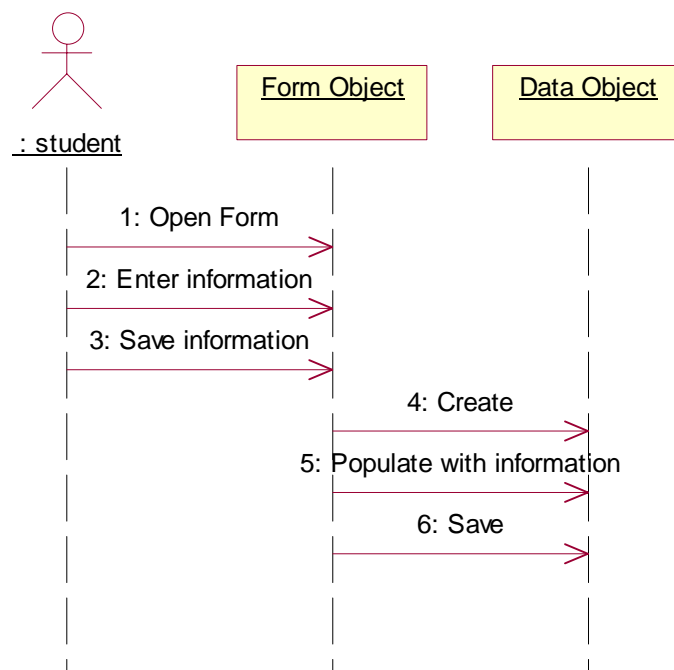 Form Object
Data Object
: student
1: Open Form
2: Enter information
3: Save information
4: Create
5: Populate with information
6: Save